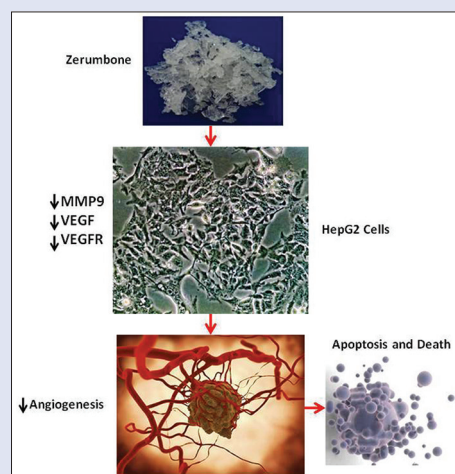 Zerumbone
↓MMP9
↓VEGF
↓VEGFR
HepG2 Cells
Apoptosis and Death
↓Angiogenesis